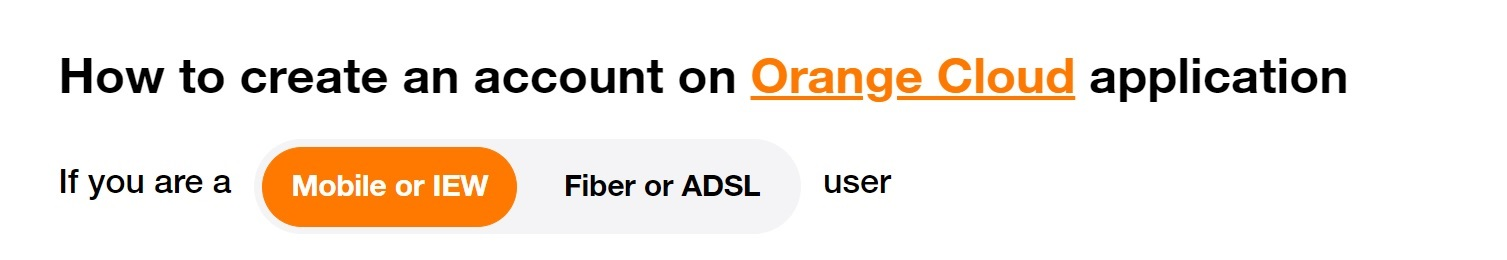 How to create an account on Orange Cloud application
If you are a Mobile or IEW Fiber or ADSL user